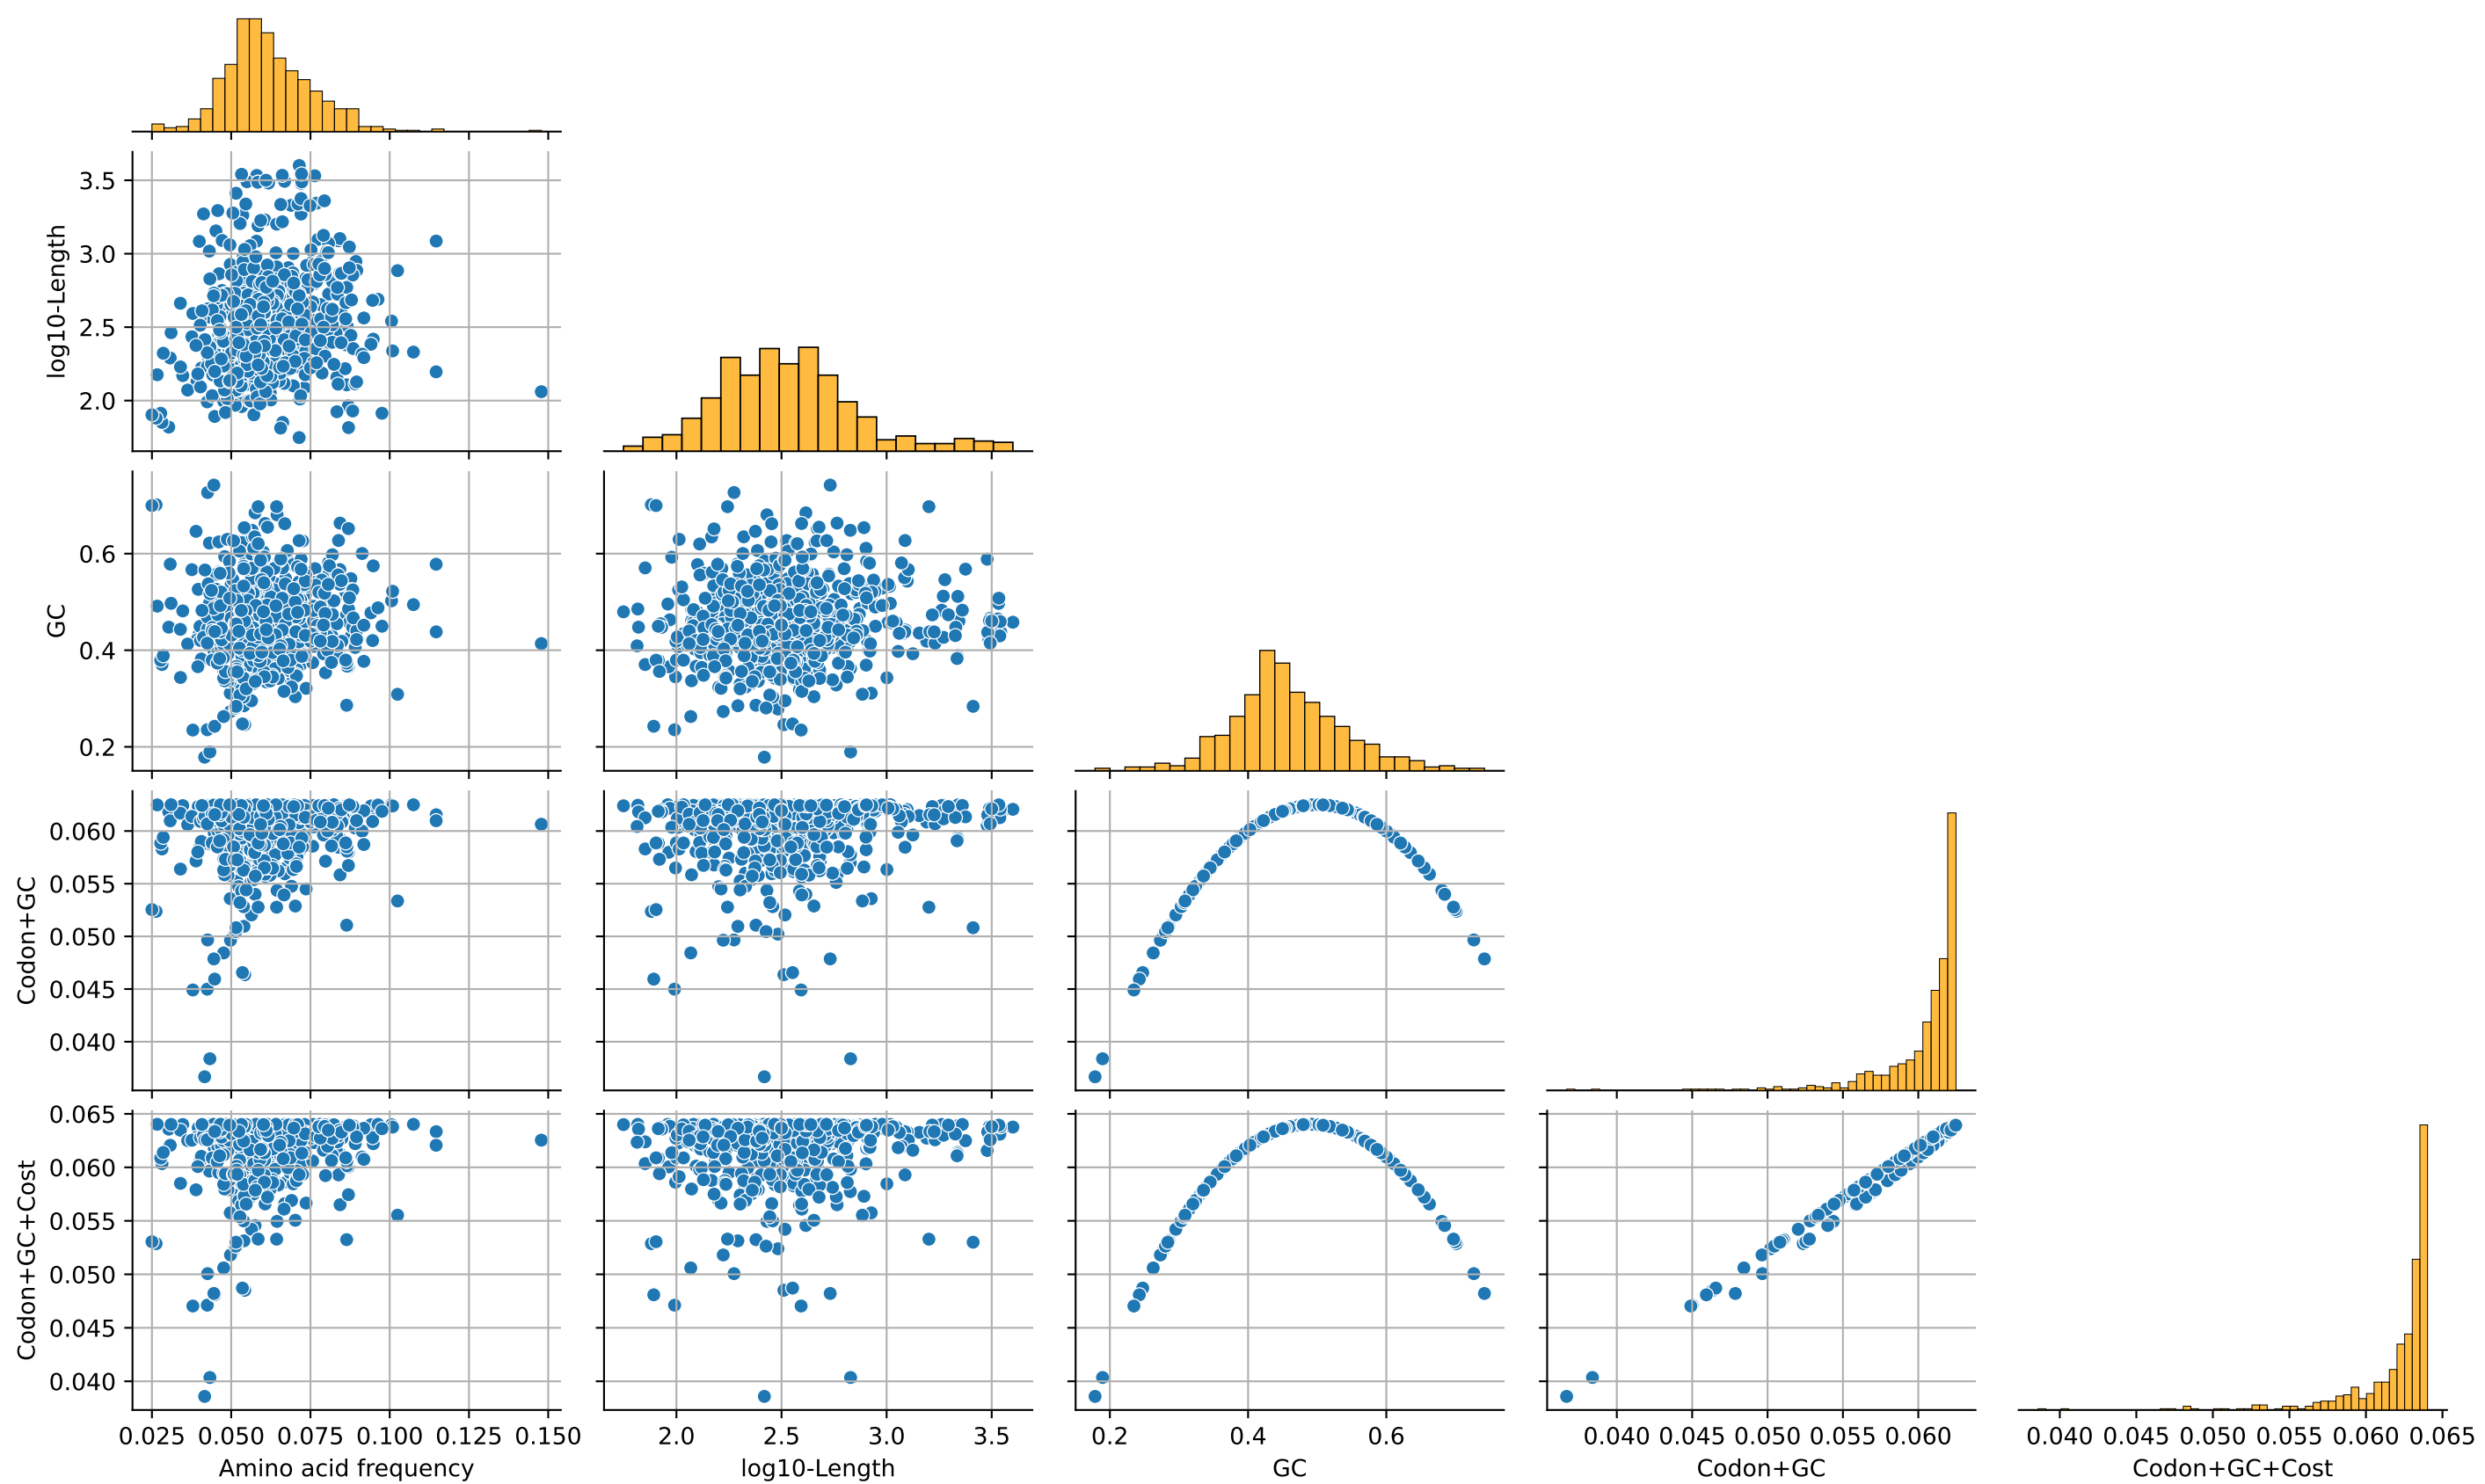 3.5
3.0
2.5
2.0
log10-Length
0.6
0.4
0.2
GC
0.060
0.055
0.050
0.045
0.040
Codon+GC
0.065
0.060
0.055
0.050
0.045
0.040
Codon+GC+Cost
0.025 0.050 0.075 0.100 0.125 0.150
Amino acid frequency
2.0 2.5 3.0 3.5
log10-Length
0.2 0.4 0.6
GC
0.040 0.045 0.050 0.055 0.060
Codon+GC
0.040 0.045 0.050 0.055 0.060 0.065
Codon+GC+Cost